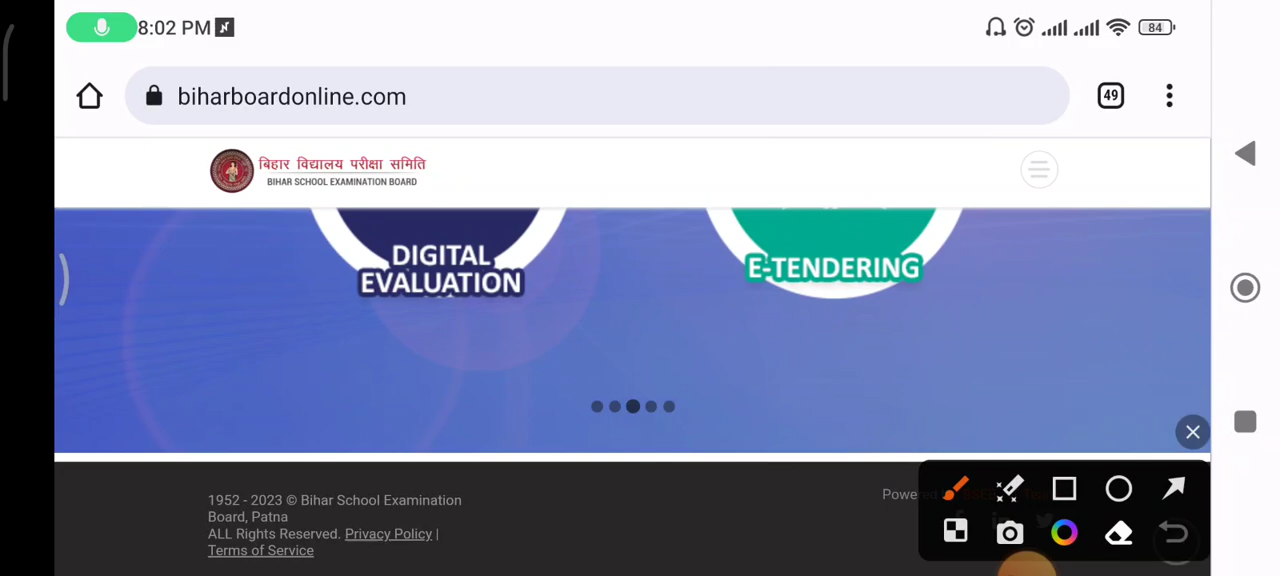 8:02 PM
84
biharboardonline.com
49
बिहार विद्यालय परीक्षा समिति
BIHAR SCHOOL EXAMINATION BOARD
DIGITAL
EVALUATION
E-TENDERING
1952 - 2023 © Bihar School Examination
Board, Patna
ALL Rights Reserved. Privacy Policy |
Terms of Service